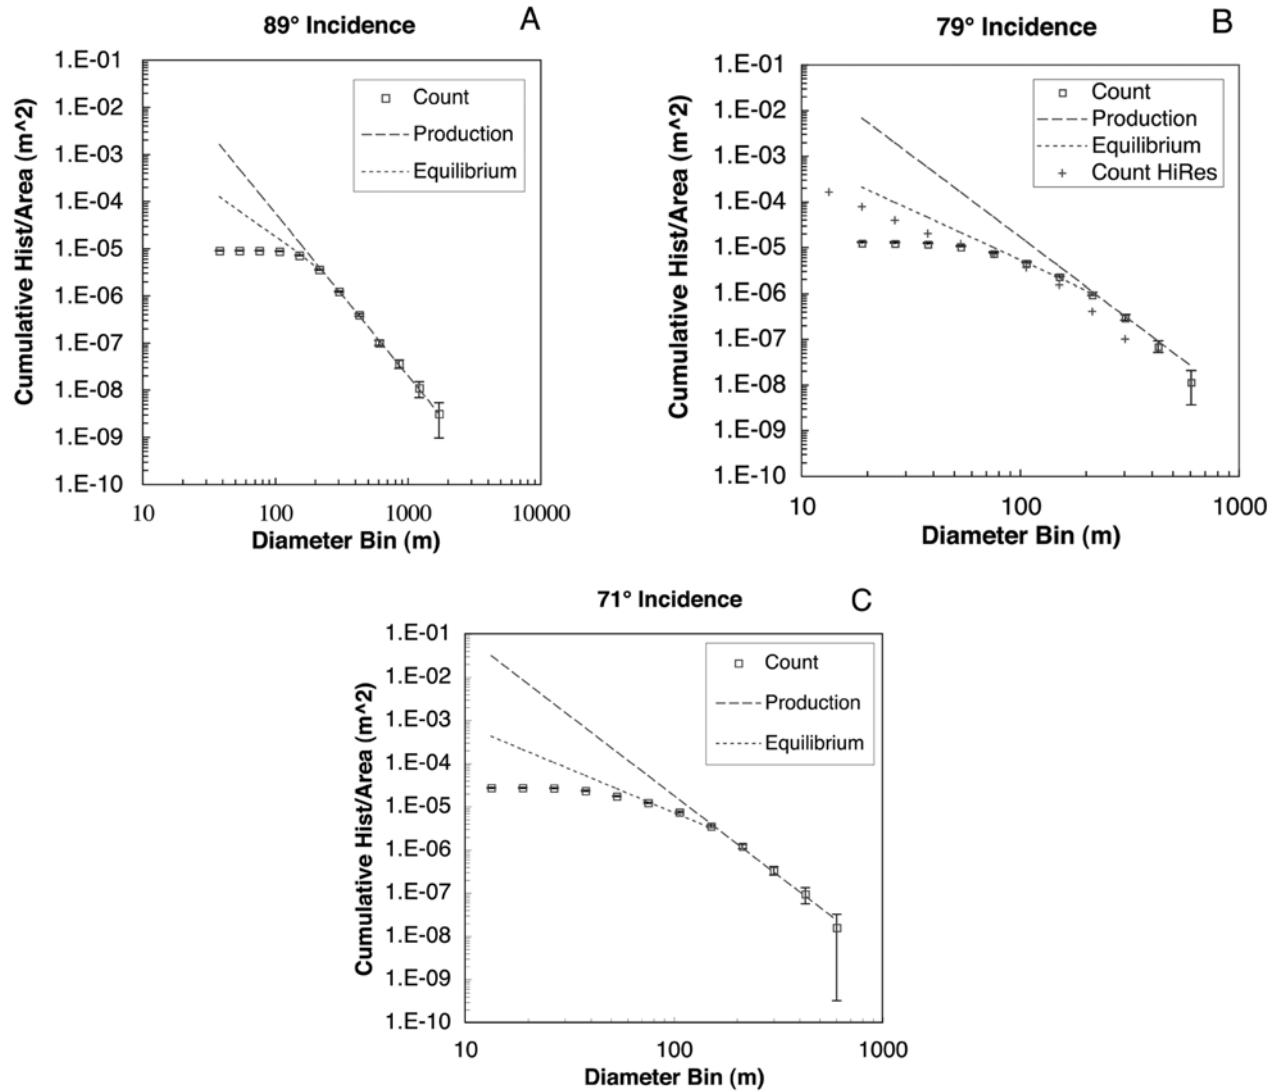 89° Incidence
A
1.E-01
1.E-02
1.E-03
1.E-04
1.E-05
1.E-06
1.E-07
1.E-08
1.E-09
1.E-10
Cumulative Hist/Area (m^2)
Count
Production
Equilibrium
10
100
1000
10000
Diameter Bin (m)
79° Incidence
B
1.E-01
1.E-02
1.E-03
1.E-04
1.E-05
1.E-06
1.E-07
1.E-08
1.E-09
1.E-10
Cumulative Hist/Area (m^2)
Count
Production
Equilibrium
Count HiRes
10
100
1000
Diameter Bin (m)
71° Incidence
C
1.E-01
1.E-02
1.E-03
1.E-04
1.E-05
1.E-06
1.E-07
1.E-08
1.E-09
1.E-10
Cumulative Hist/Area (m^2)
Count
Production
Equilibrium
10
100
1000
Diameter Bin (m)